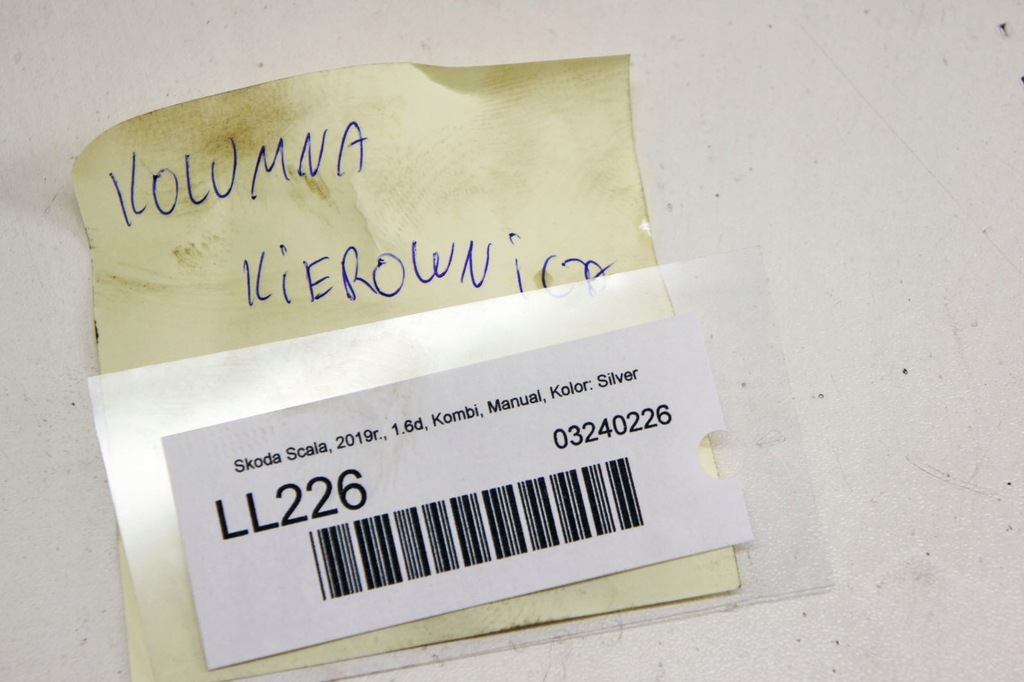 KOLUMNA
KiEROWNiCA
Skoda Scala, 2019r., 1.6d, Kombi, Manual, Kolor: Silver
03240226
LL226